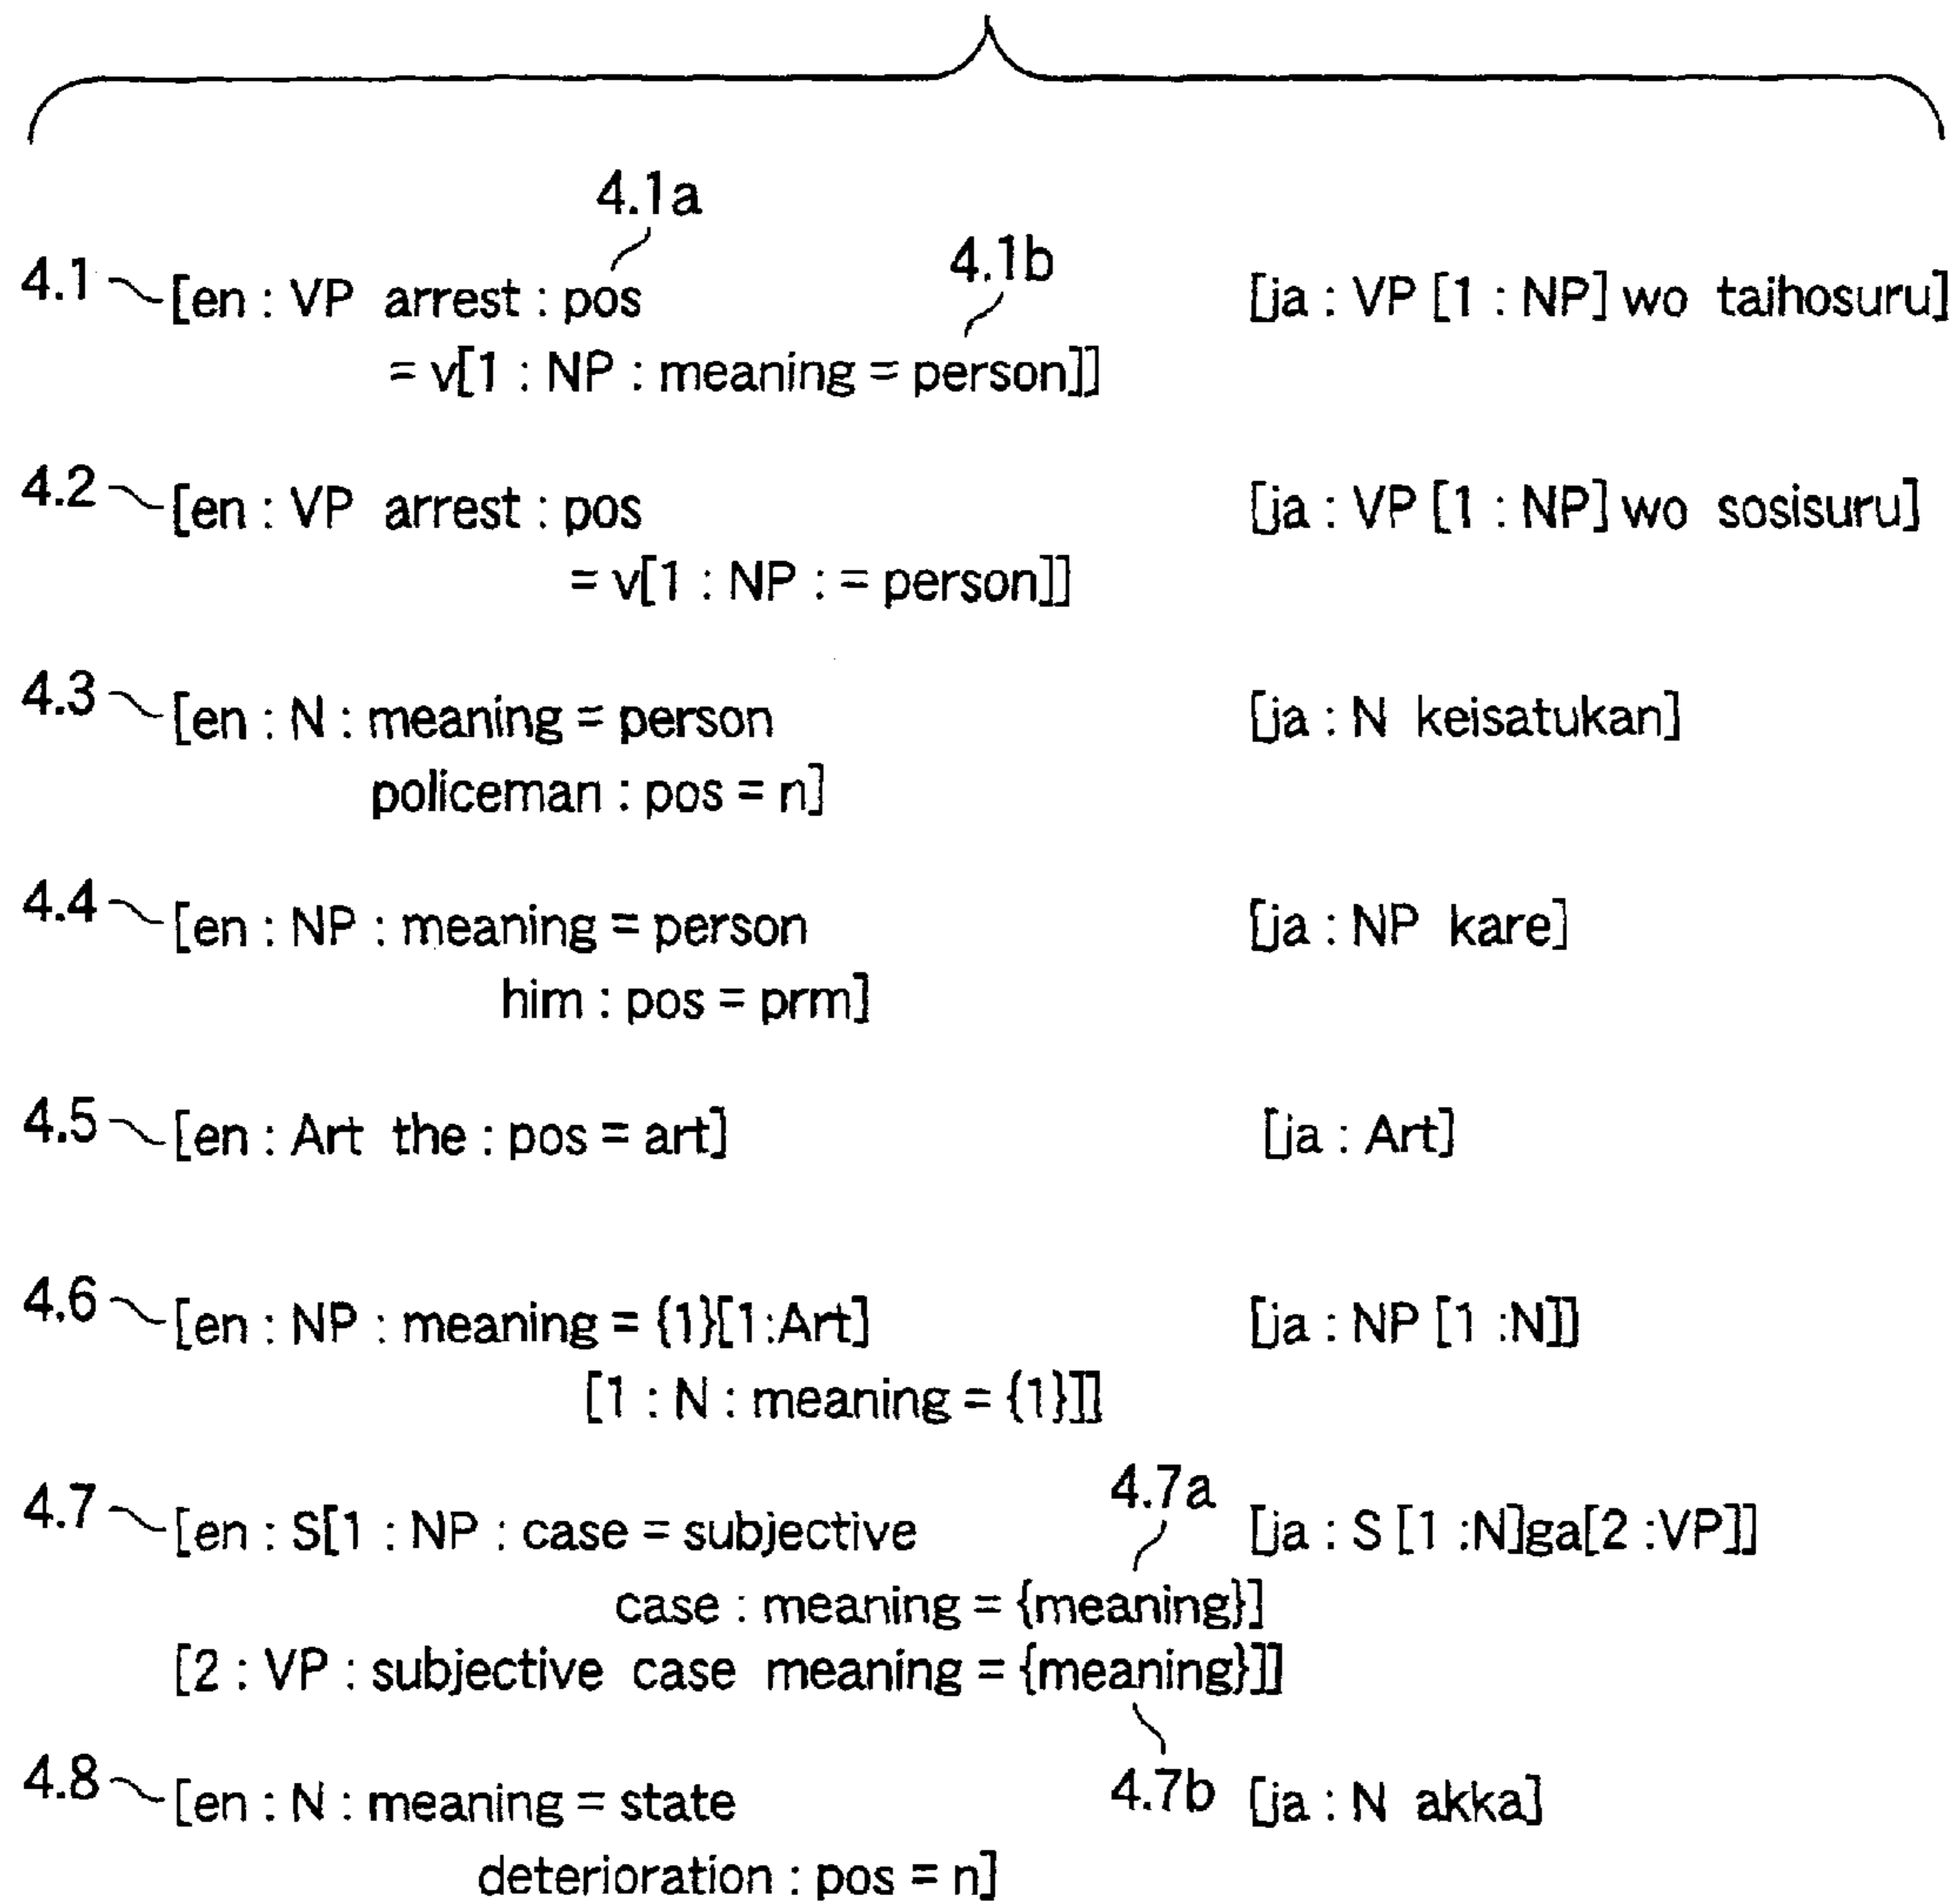 4.1a
4.1b
4.1 [en : VP arrest : pos [ja : VP [1 : NP] wo taihosuru]
= v[1 : NP : meaning = person]]
4.2 [en : VP arrest : pos [ja : VP [1 : NP] wo sosisuru]
= v[1 : NP : = person]]
4.3 [en : N : meaning = person [ja : N keisatukan]
policeman : pos = n]
4.4 [en : NP : meaning = person [ja : NP kare]
him : pos = prm]
4.5 [en : Art the : pos = art] [ja : Art]
4.6 [en : NP : meaning = {1}[1:Art] [ja : NP [1 :N]]
[1 : N : meaning = {1}]]
4.7a
4.7 [en : S[1 : NP : case = subjective [ja : S [1 :N]ga[2 :VP]]
case : meaning = {meaning}]
[2 : VP : subjective case meaning = {meaning}]]
4.7b
4.8 [en : N : meaning = state [ja : N akka]
deterioration : pos = n]